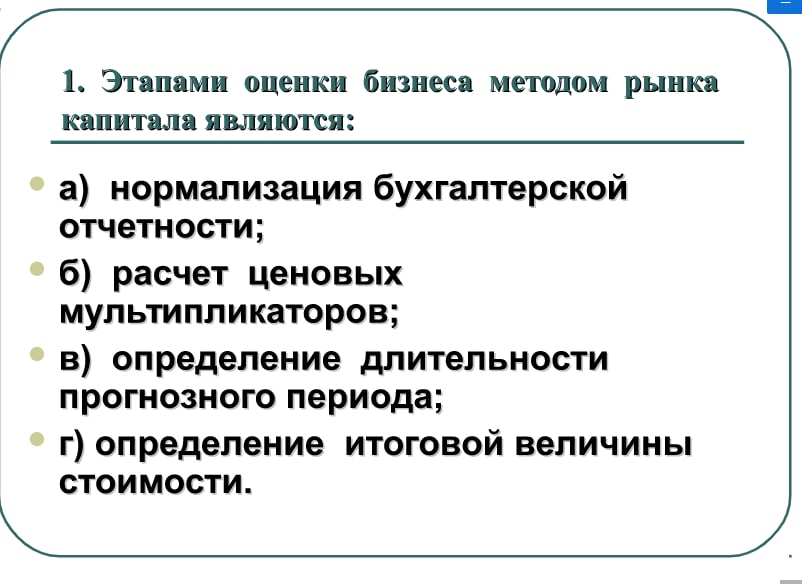 1. Этапами оценки бизнеса методом рынка
капитала являются:
а) нормализация бухгалтерской
отчетности;
б) расчет ценовых
мультипликаторов;
в) определение длительности
прогнозного периода;
г) определение итоговой величины
стоимости.